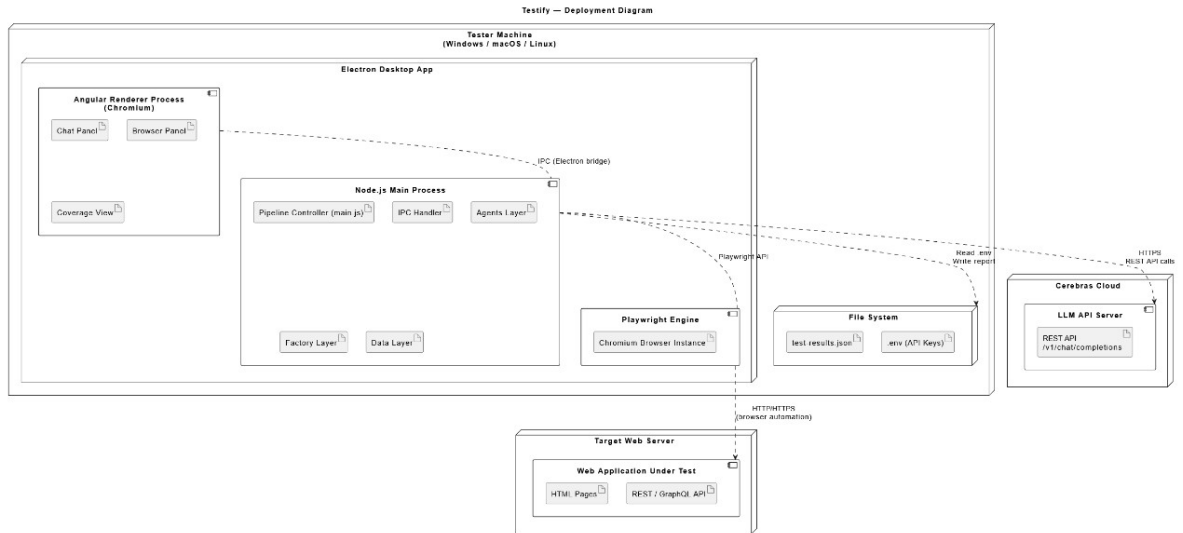 Testify — Deployment Diagram
Tester Machine
(Windows / macOS / Linux)
Electron Desktop App
Angular Renderer Process
(Chromium)
Chat Panel
Browser Panel
Coverage View
IPC (Electron bridge)
Node.js Main Process
Pipeline Controller (main js)
IPC Handler
Agents Layer
Factory Layer
Data Layer
Playwright API
Playwright Engine
Chromium Browser Instance
Read .env
Write report
File System
test-results.json
.env (API Keys)
HTTPS
REST API calls
Cerebras Cloud
LLM API Server
REST API
/v1/chat/completions
HTTP/HTTPS
(browser automation)
Target Web Server
Web Application Under Test
HTML Pages
REST / GraphQL API